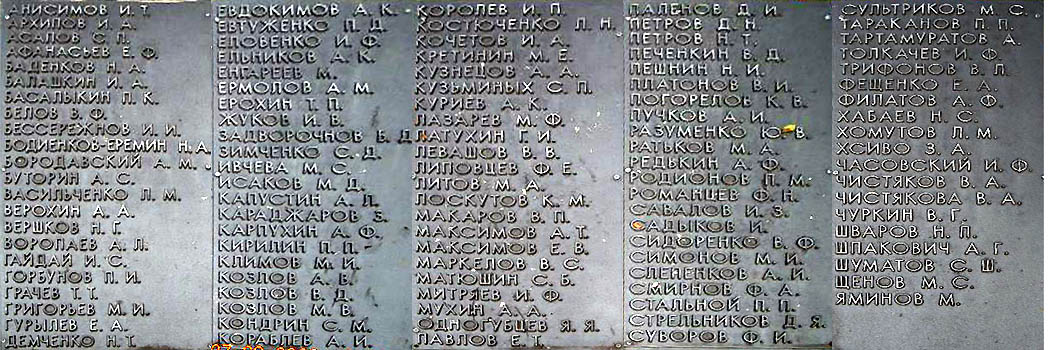 АНИСИМОВ И.Т.
АРХИПОВ И.А.
АСАПОВ С.П.
АФАНАСЬЕВ Е.Ф.
БАДЕНКОВ Н.А.
БАЛАШКИН И.А.
БАСАЛЫКИН П.К.
БЕЛОВ В.Ф.
БЕССЕРЕЖНОВ И.И.
БОДИЕНКОВ-ЕРЕМИН Н.А.
БОРОДАВСКИЙ А.М.
БУТОРИН А.С.
ВАСИЛЬЧЕНКО Л.М.
ВЕРОХИН А.А.
ВЕРШКОВ Н.Г.
ВОРОПАЕВ А.Л.
ГАЙДАЙ И.С.
ГОРБУНОВ П.И.
ГРАЧЕВ Т.Т.
ГРИГОРЬЕВ М.И.
ГУРЫЛЕВ Е.А.
ДЕМЧЕНКО Н.Т.
ЕВДОКИМОВ А.К.
ЕВТУЖЕНКО П.Д.
ЕЛОВЕНКО И.Ф.
ЕЛЬНИКОВ А.К.
ЕНГАРЕЕВ М.
ЕРМОЛОВ А.М.
ЕРОХИН Т.П.
ЖУКОВ И.В.
ЗАДВОРОЧНОВ В.Д.
ЗИМЧЕНКО С.Д.
ИВЧЕВА М.С.
ИСАКОВ М.Д.
КАПУСТИН А.Л.
КАРАДЖАРОВ З.
КАРПУХИН А.Ф.
КИРИЛИН П.П.
КЛИМОВ М.И.
КОЗЛОВ А.В.
КОЗЛОВ В.Д.
КОЗЛОВ М.В.
КОНДРИН С.М.
КОРАБЛЕВ А.И.
КОРОЛЕВ И.П.
КОСТЮЧЕНКО Л.Н.
КОЧЕТОВ И.А.
КРЕТИНИН М.Е.
КУЗНЕЦОВ А.А.
КУЗЬМИНЫХ С.П.
КУРИЕВ А.К.
ЛАЗАРЕВ М.Ф.
ЛАТУХИН Г.И.
ЛЕВАШОВ В.В.
ЛИПОВЦЕВ Ф.Е.
ЛИТОВ М.А.
ЛОСКУТОВ К.М.
МАКАРОВ В.П.
МАКСИМОВ А.Т.
МАКСИМОВ Е.В.
МАРКЕЛОВ В.С.
МАТЮШИН С.Б.
МИТРЯЕВ И.Ф.
МУХИН А.А.
ОДНОГУБЦЕВ Я.Я.
ПАВЛОВ Е.Т.
ПАЛЕНОВ Д.И.
ПЕТРОВ Д.Н.
ПЕТРОВ Н.Т.
ПЕЧЕНКИН В.Д.
ПЕШНИН Н.И.
ПЛАТОНОВ В.И.
ПОГОРЕЛОВ К.В.
ПУЧКОВ А.И.
РАЗУМЕНКО Ю.В.
РАТЬКОВ М.А.
РЕДЬКИН А.Ф.
РОДИОНОВ П.М.
РОМАНЦЕВ Ф.Н.
САВАЛОВ И.З.
САДЫКОВ И.
СИДОРЕНКО В.Ф.
СИМОНОВ М.И.
СЛЕПЕНКОВ А.И.
СМИРНОВ Ф.А.
СТАЛЬНОЙ П.П.
СТРЕЛЬНИКОВ Д.Я.
СУВОРОВ Ф.И.
СУЛЬТРИКОВ М.С.
ТАРАКАНОВ П.П.
ТАРТАМУРАТОВ А.
ТОЛКАЧЕВ И.Ф.
ТРИФОНОВ В.Л.
ФЕЩЕНКО Е.А.
ФИЛАТОВ А.Ф.
ХАБАЕВ Н.С.
ХОМУТОВ Л.М.
ХСИВО З.А.
ЧАСОВСКИЙ И.Ф.
ЧИСТЯКОВ В.А.
ЧИСТЯКОВА В.А.
ЧУРКИН В.Г.
ШВАРОВ Н.П.
ШПАКОВИЧ А.Г.
ШУМАТОВ С.Ш.
ЩЕНОВ М.С.
ЯМИНОВ М.